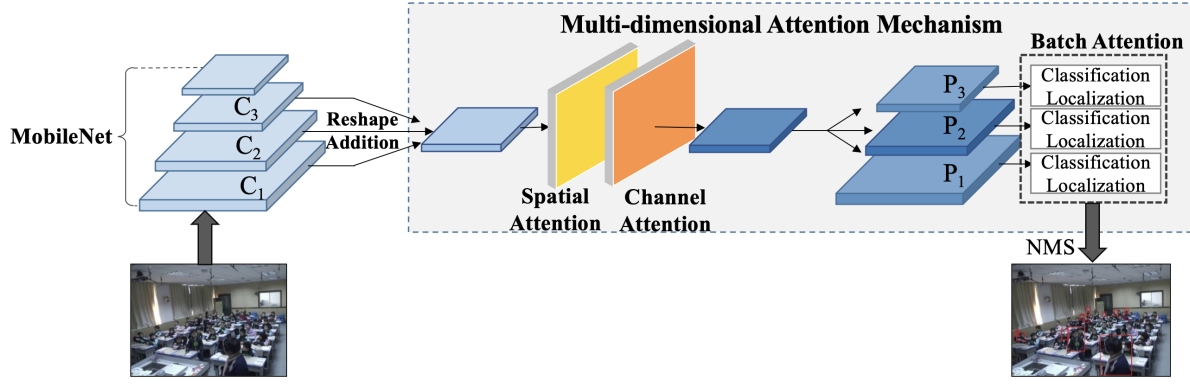 Multi-dimensional Attention Mechanism
MobileNet
C₃
C₂
C₁
Reshape
Addition
Spatial
Attention
Channel
Attention
P₃
P₂
P₁
Batch Attention
Classification
Localization
Classification
Localization
Classification
Localization
NMS